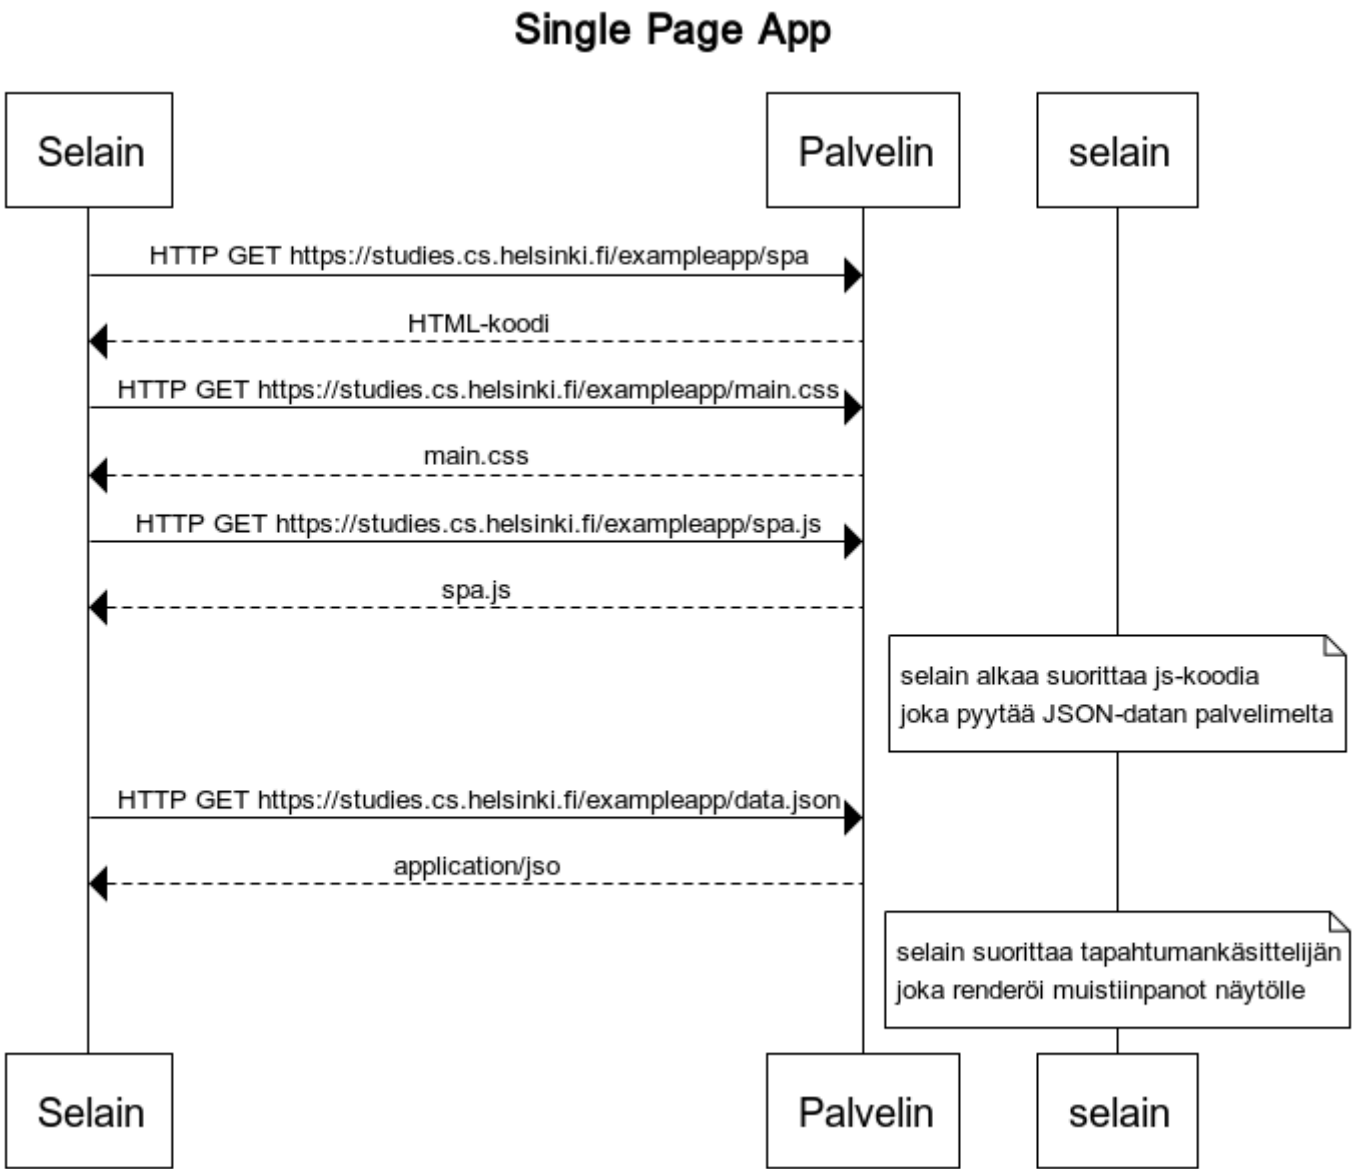 Single Page App
Selain
Palvelin
selain
HTTP GET https://studies.cs.helsinki.fi/exampleapp/spa
HTML-koodi
HTTP GET https://studies.cs.helsinki.fi/exampleapp/main.css
main.css
HTTP GET https://studies.cs.helsinki.fi/exampleapp/spa.js
spa.js
selain alkaa suorittaa js-koodia
joka pyytää JSON-datan palvelimelta
HTTP GET https://studies.cs.helsinki.fi/exampleapp/data.json
application/jso
selain suorittaa tapahtumankäsittelijän
joka renderöi muistiinpanot näytölle
Selain
Palvelin
selain